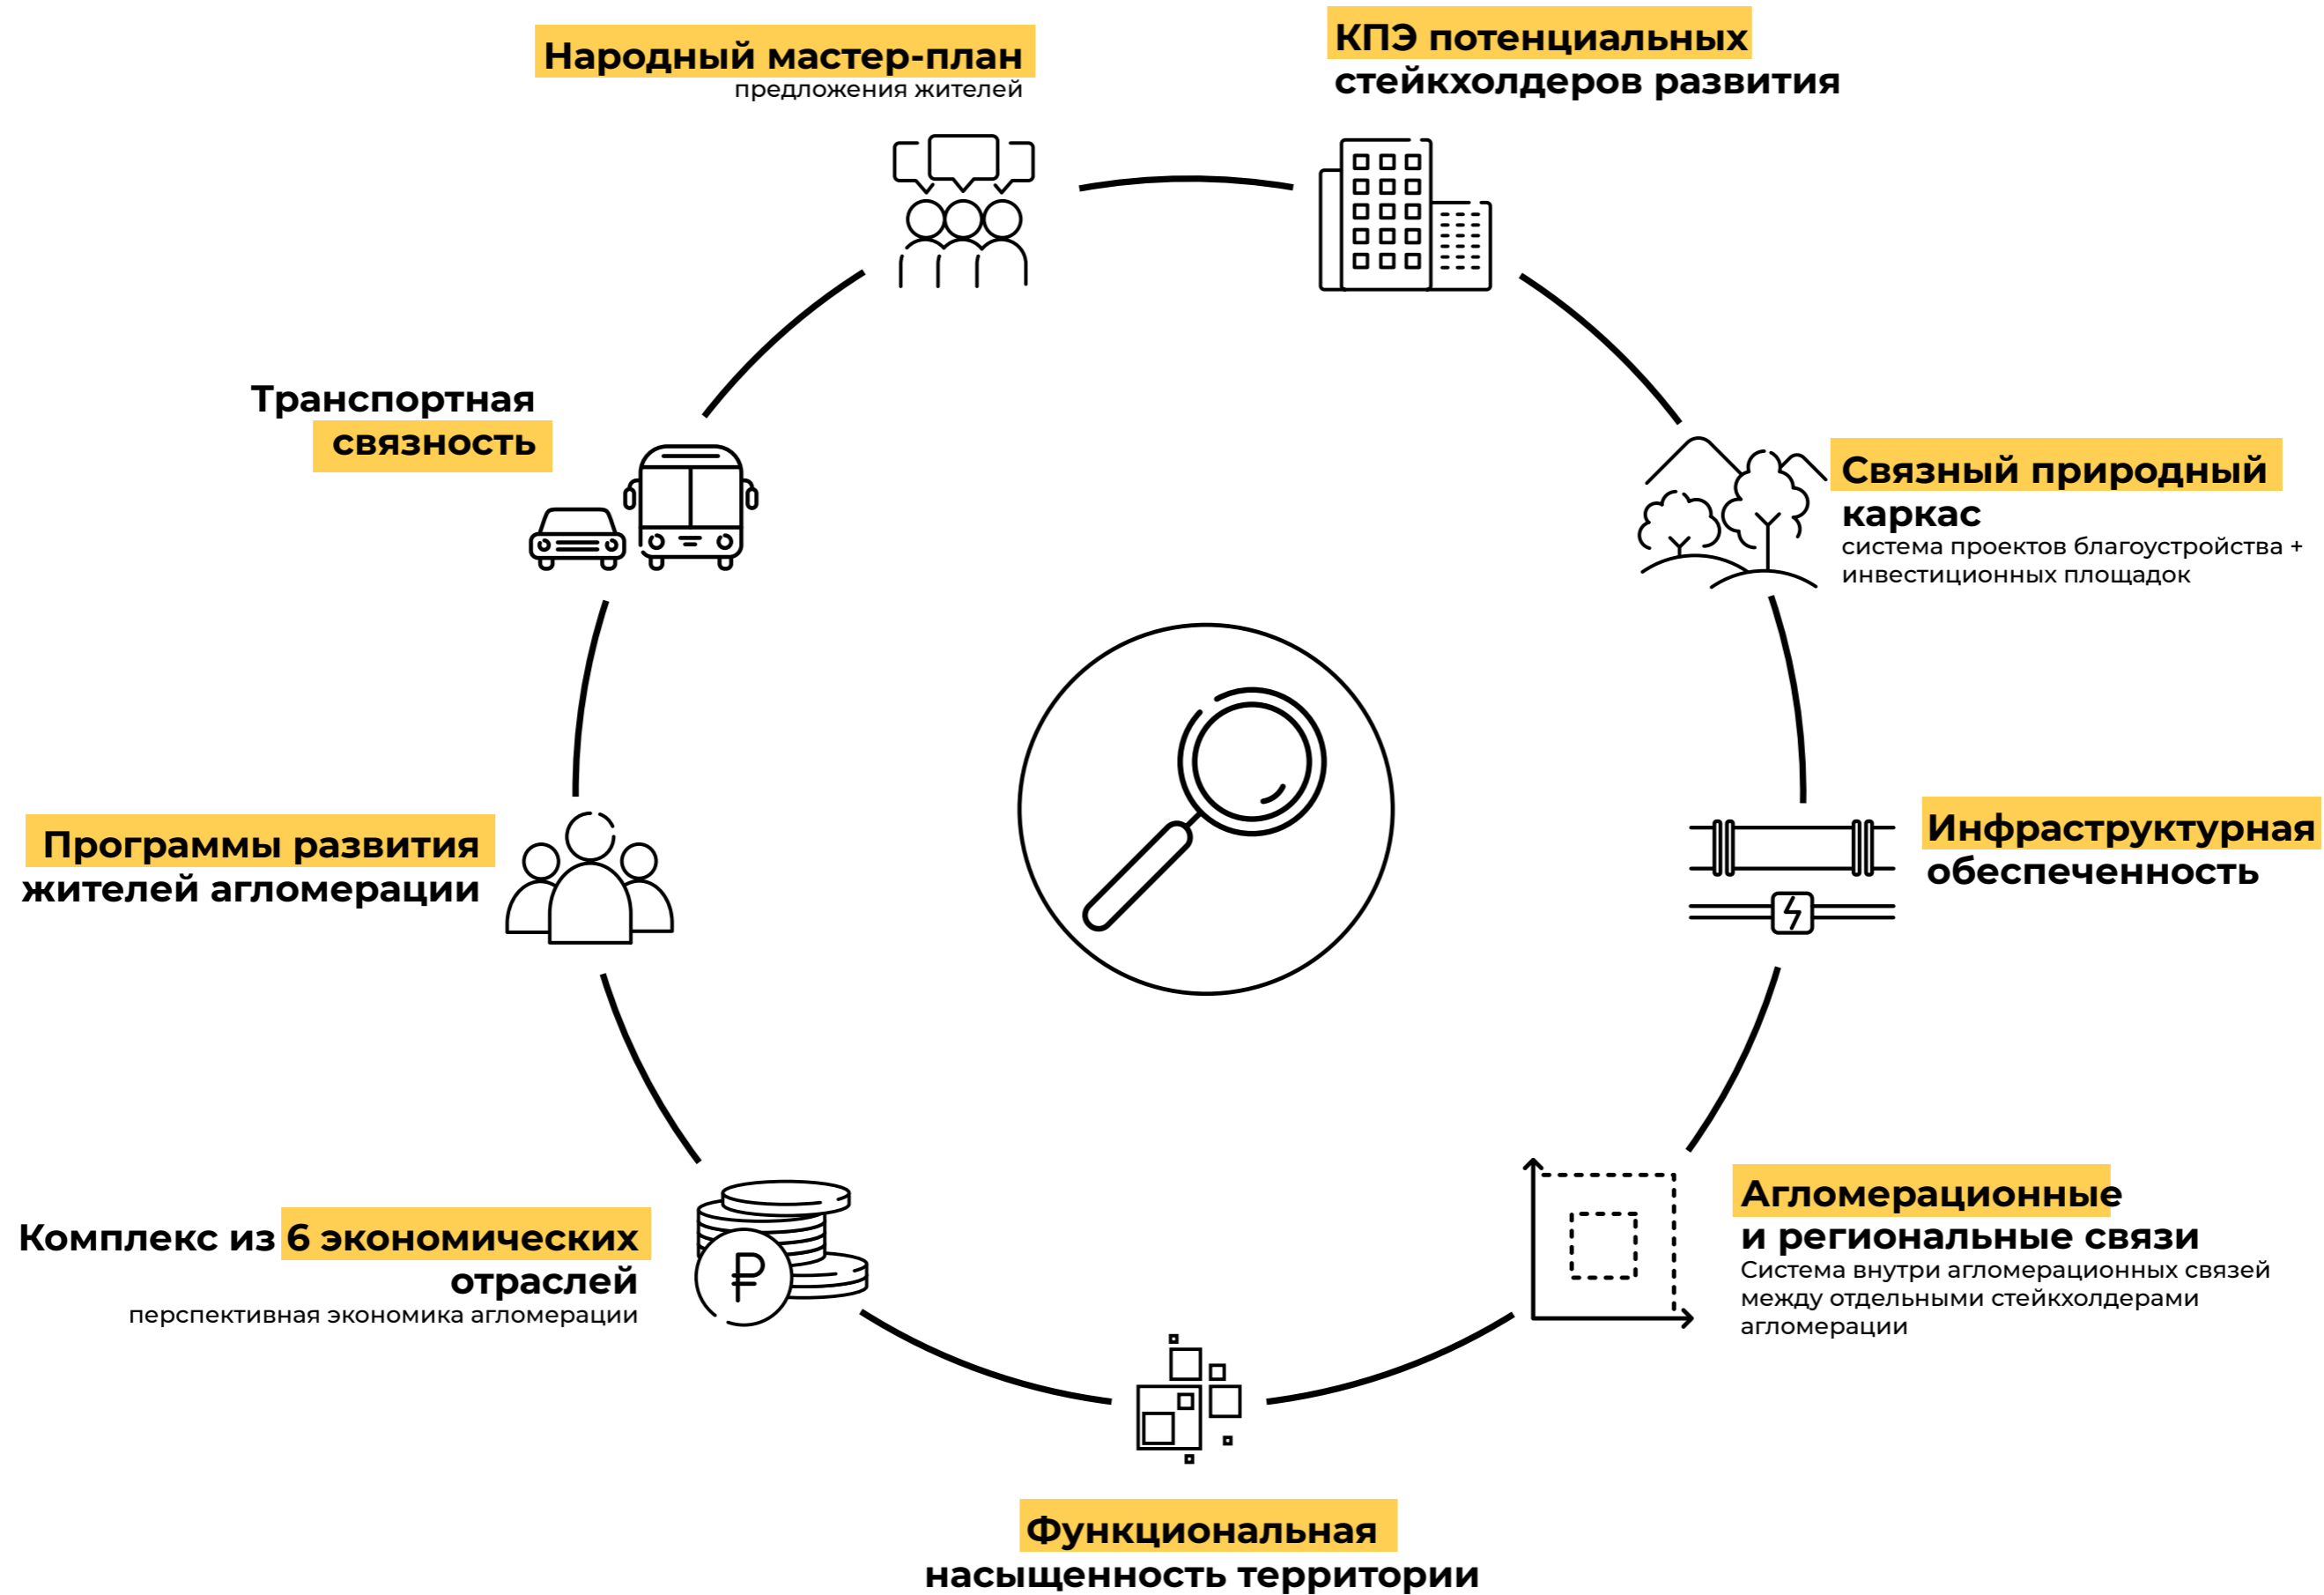 Народный мастер-план
предложения жителей
КПЭ потенциальных
стейкхолдеров развития
Транспортная
связность
Связный природный
каркас
система проектов благоустройства +
инвестиционных площадок
Программы развития
жителей агломерации
Инфраструктурная
обеспеченность
Комплекс из 6 экономических
отраслей
перспективная экономика агломерации
Агломерационные
и региональные связи
Система внутри агломерационных связей
между отдельными стейкхолдерами
агломерации
Функциональная
насыщенность территории